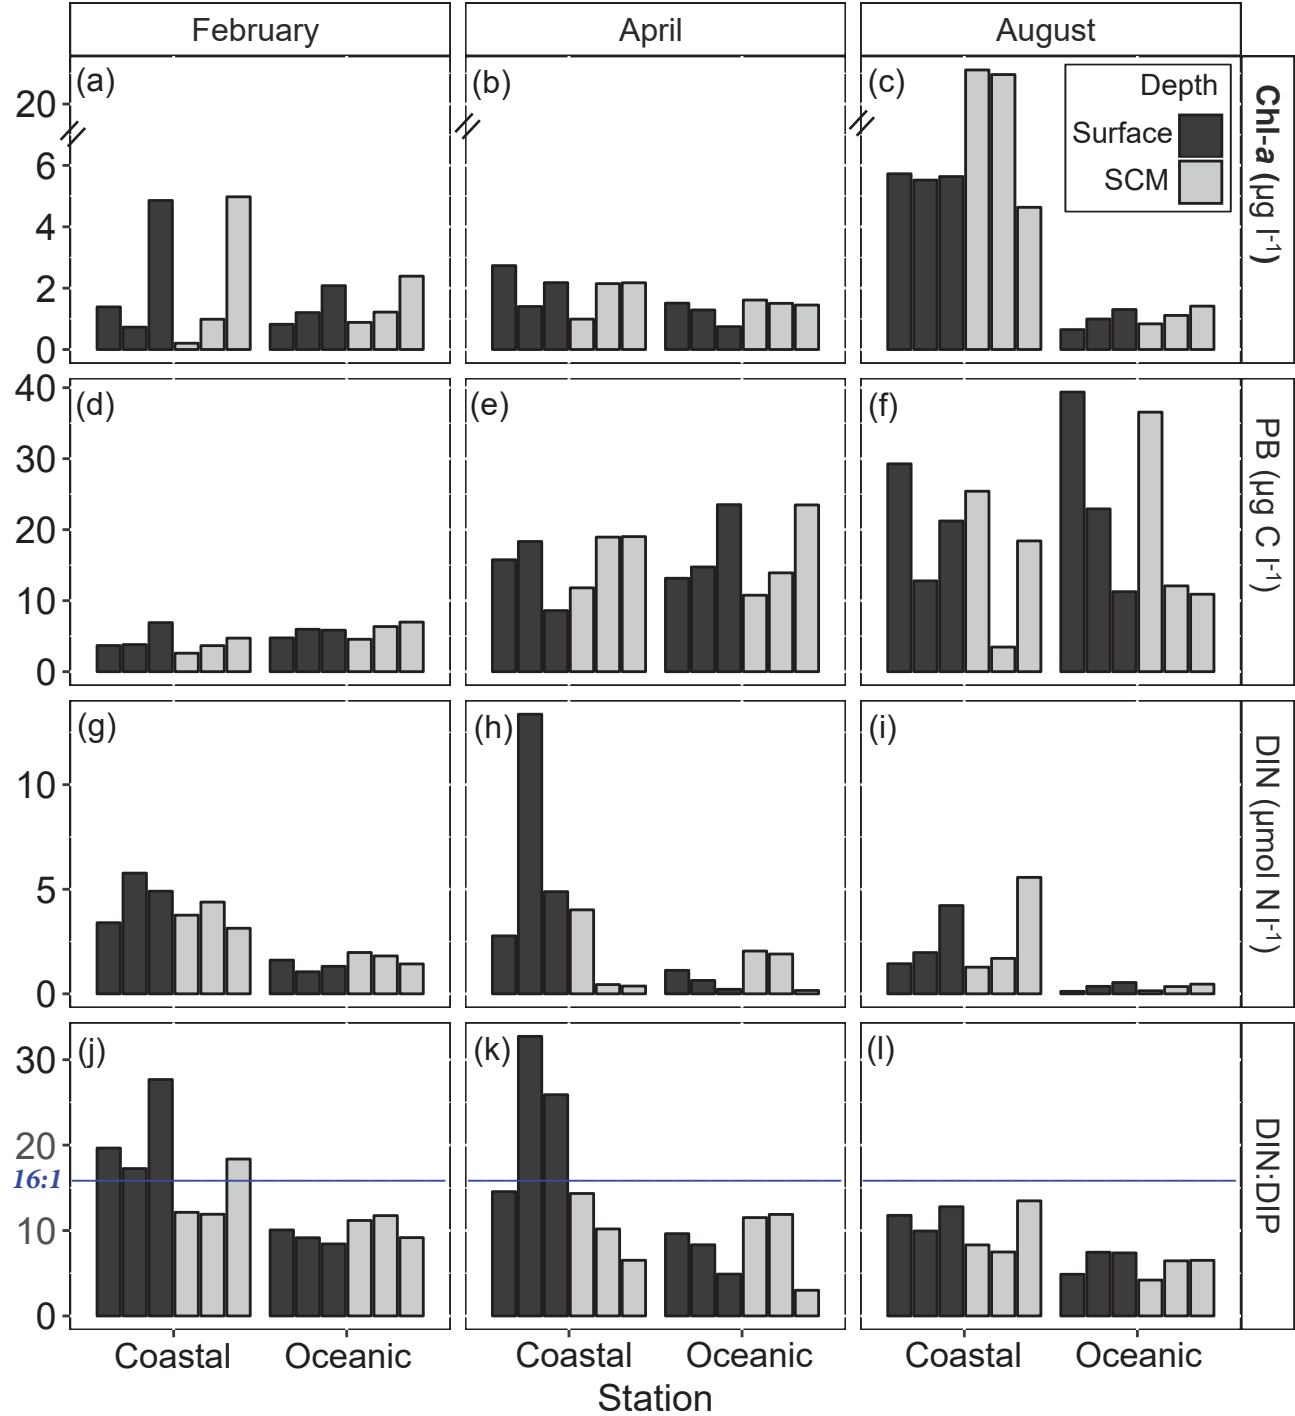 February April August
(a) (b) (c)
Depth
Surface
SCM
20
6
4
2
0
Chl-a (µg l-1)
(d) (e) (f)
40
30
20
10
0
PB (µg C l-1)
(g) (h) (i)
10
5
0
DIN (µmol N l-1)
(j) (k) (l)
30
20
16:1
10
0
DIN:DIP
Coastal Oceanic Coastal Oceanic Coastal Oceanic
Station